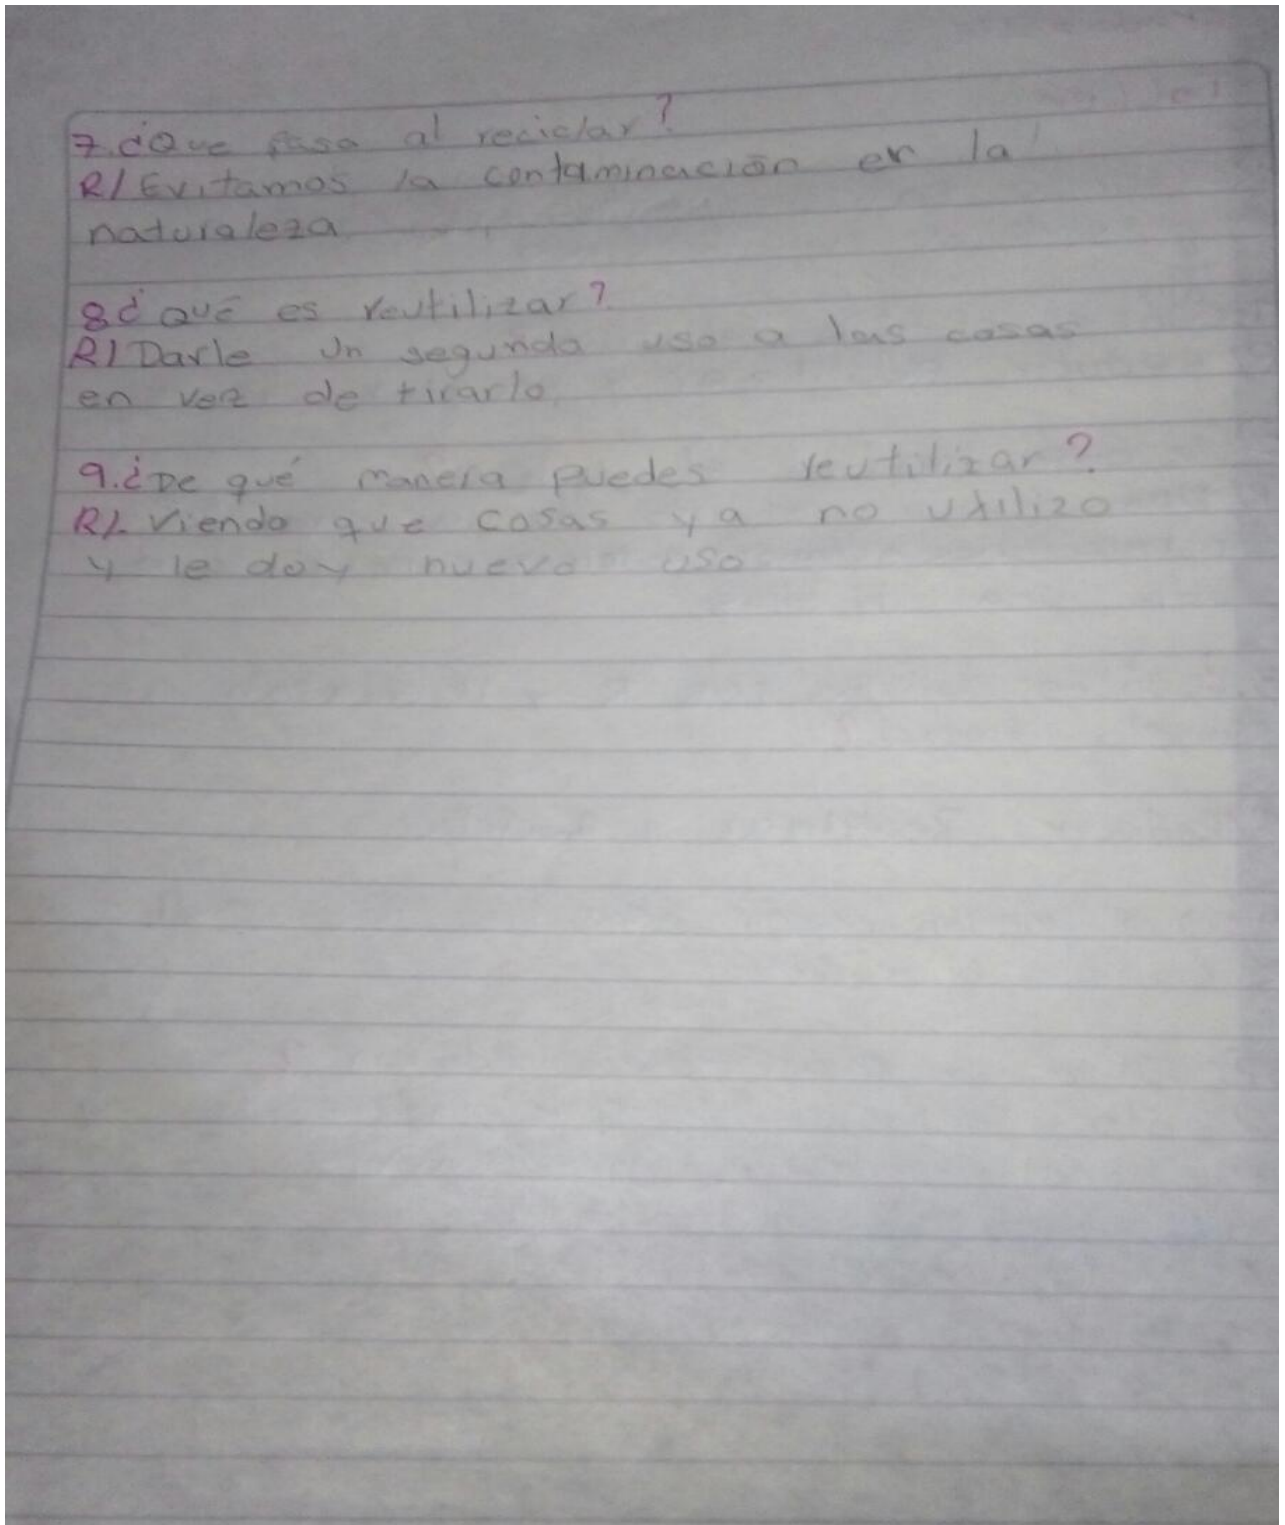 7.¿Que pasa al reciclar?
R/Evitamos la contaminación en la
naturaleza
8¿Qué es reutilizar?
R/Darle un segundo uso a las cosas
en vez de tirarlo
9.¿De qué manera puedes reutilizar?
R/. Viendo que cosas ya no utilizo
y le doy nuevo uso